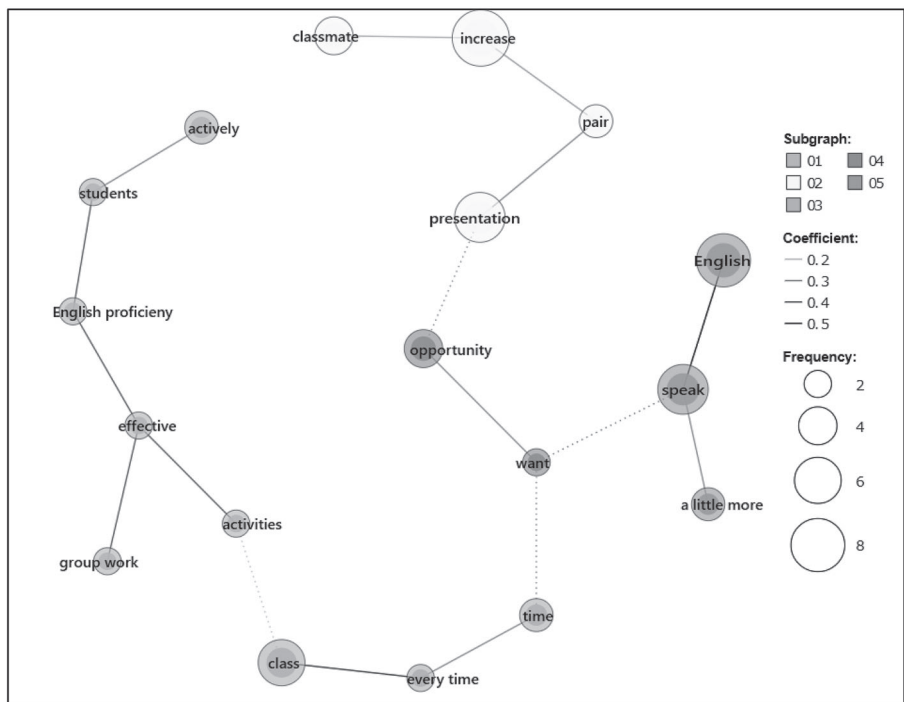 classmate
increase
pair
actively
students
presentation
English
English proficieny
opportunity
speak
effective
want
a little more
activities
group work
time
class
every time
Subgraph:
01
04
02
05
03
Coefficient:
0.2
0.3
0.4
0.5
Frequency:
2
4
6
8